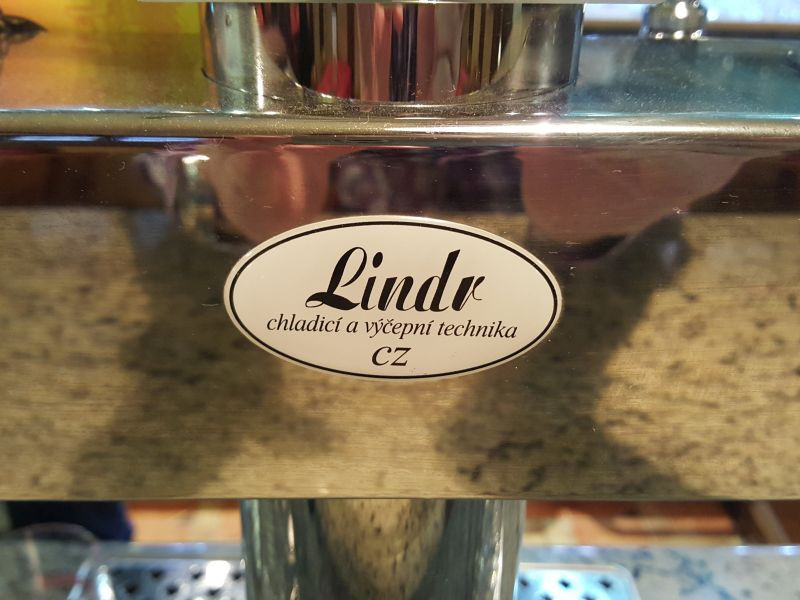 Lindr
chladicí a výčepní technika
CZ